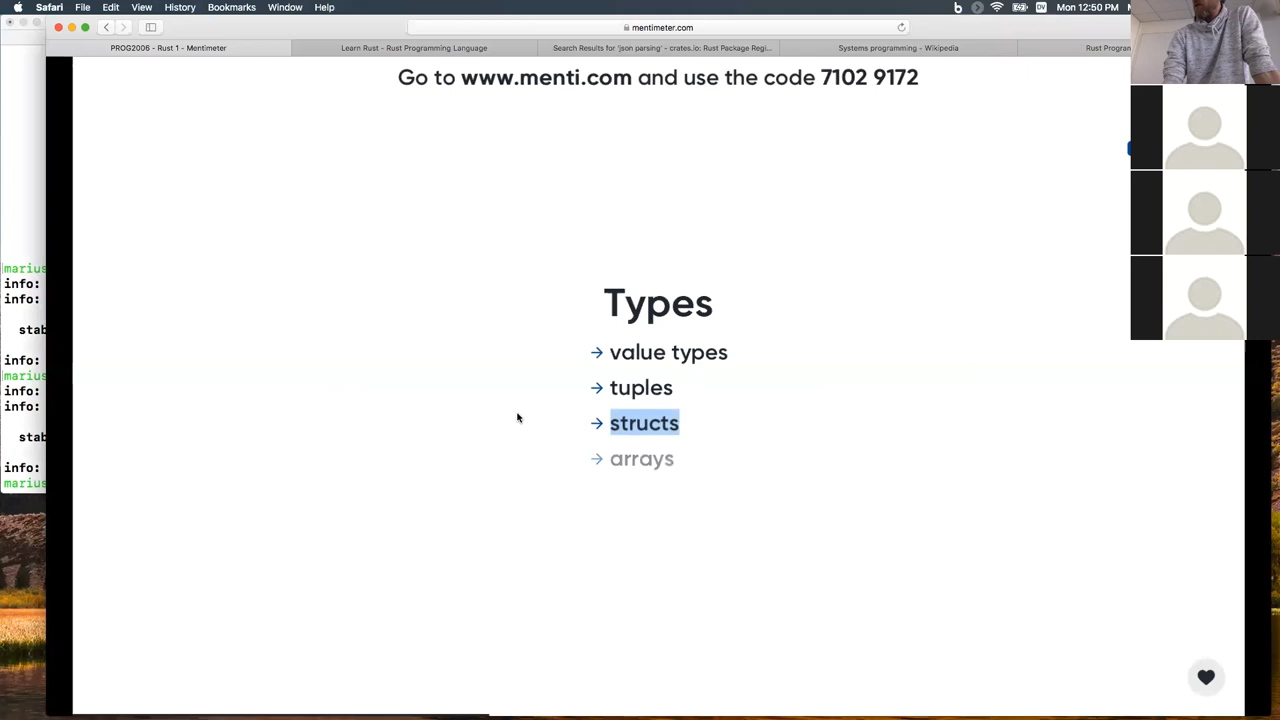 Safari File Edit View History Bookmarks Window Help
Mon 12:50 PM
mentimeter.com
PROG2006 - Rust 1 - Mentimeter
Learn Rust - Rust Programming Language
Search Results for 'json parsing' - crates.io: Rust Package Regi...
Systems programming - Wikipedia
Rust Program
Go to www.menti.com and use the code 7102 9172
Types
→ value types
→ tuples
→ structs
→ arrays
marius
info:
info:
stab
info:
marius
info:
info:
stab
info:
marius